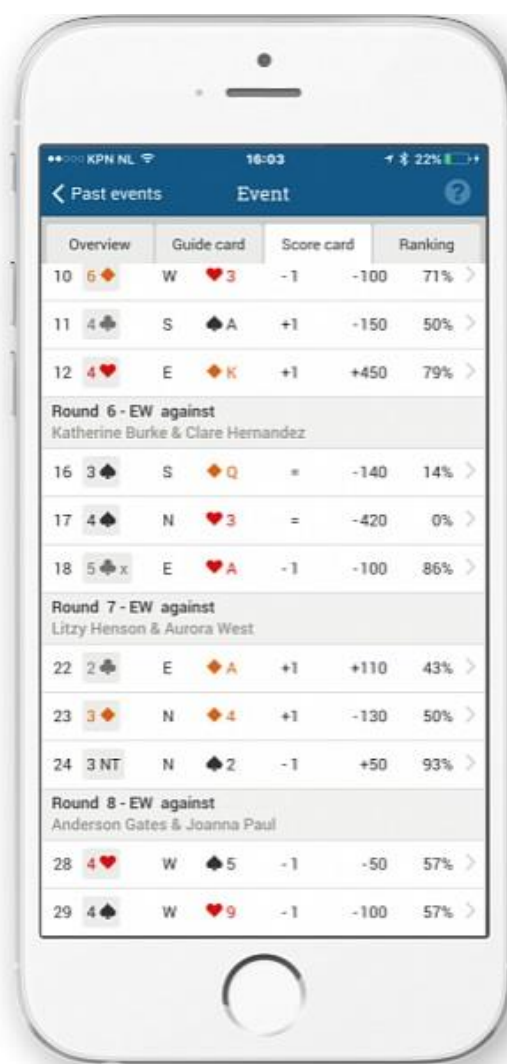 KPN NL 16:03 22%
Past events Event ?
Overview Guide card Score card Ranking
10 6♦ W ♥3 -1 -100 71%
11 4♣ S ♠A +1 -150 50%
12 4♥ E ♦K +1 +450 79%
Round 6 - EW against
Katherine Burke & Clare Hernandez
16 3♠ S ♦Q = -140 14%
17 4♠ N ♥3 = -420 0%
18 5♣x E ♥A -1 -100 86%
Round 7 - EW against
Litzy Henson & Aurora West
22 2♣ E ♦A +1 +110 43%
23 3♦ N ♦4 +1 -130 50%
24 3 NT N ♠2 -1 +50 93%
Round 8 - EW against
Anderson Gates & Joanna Paul
28 4♥ W ♠5 -1 -50 57%
29 4♠ W ♥9 -1 -100 57%